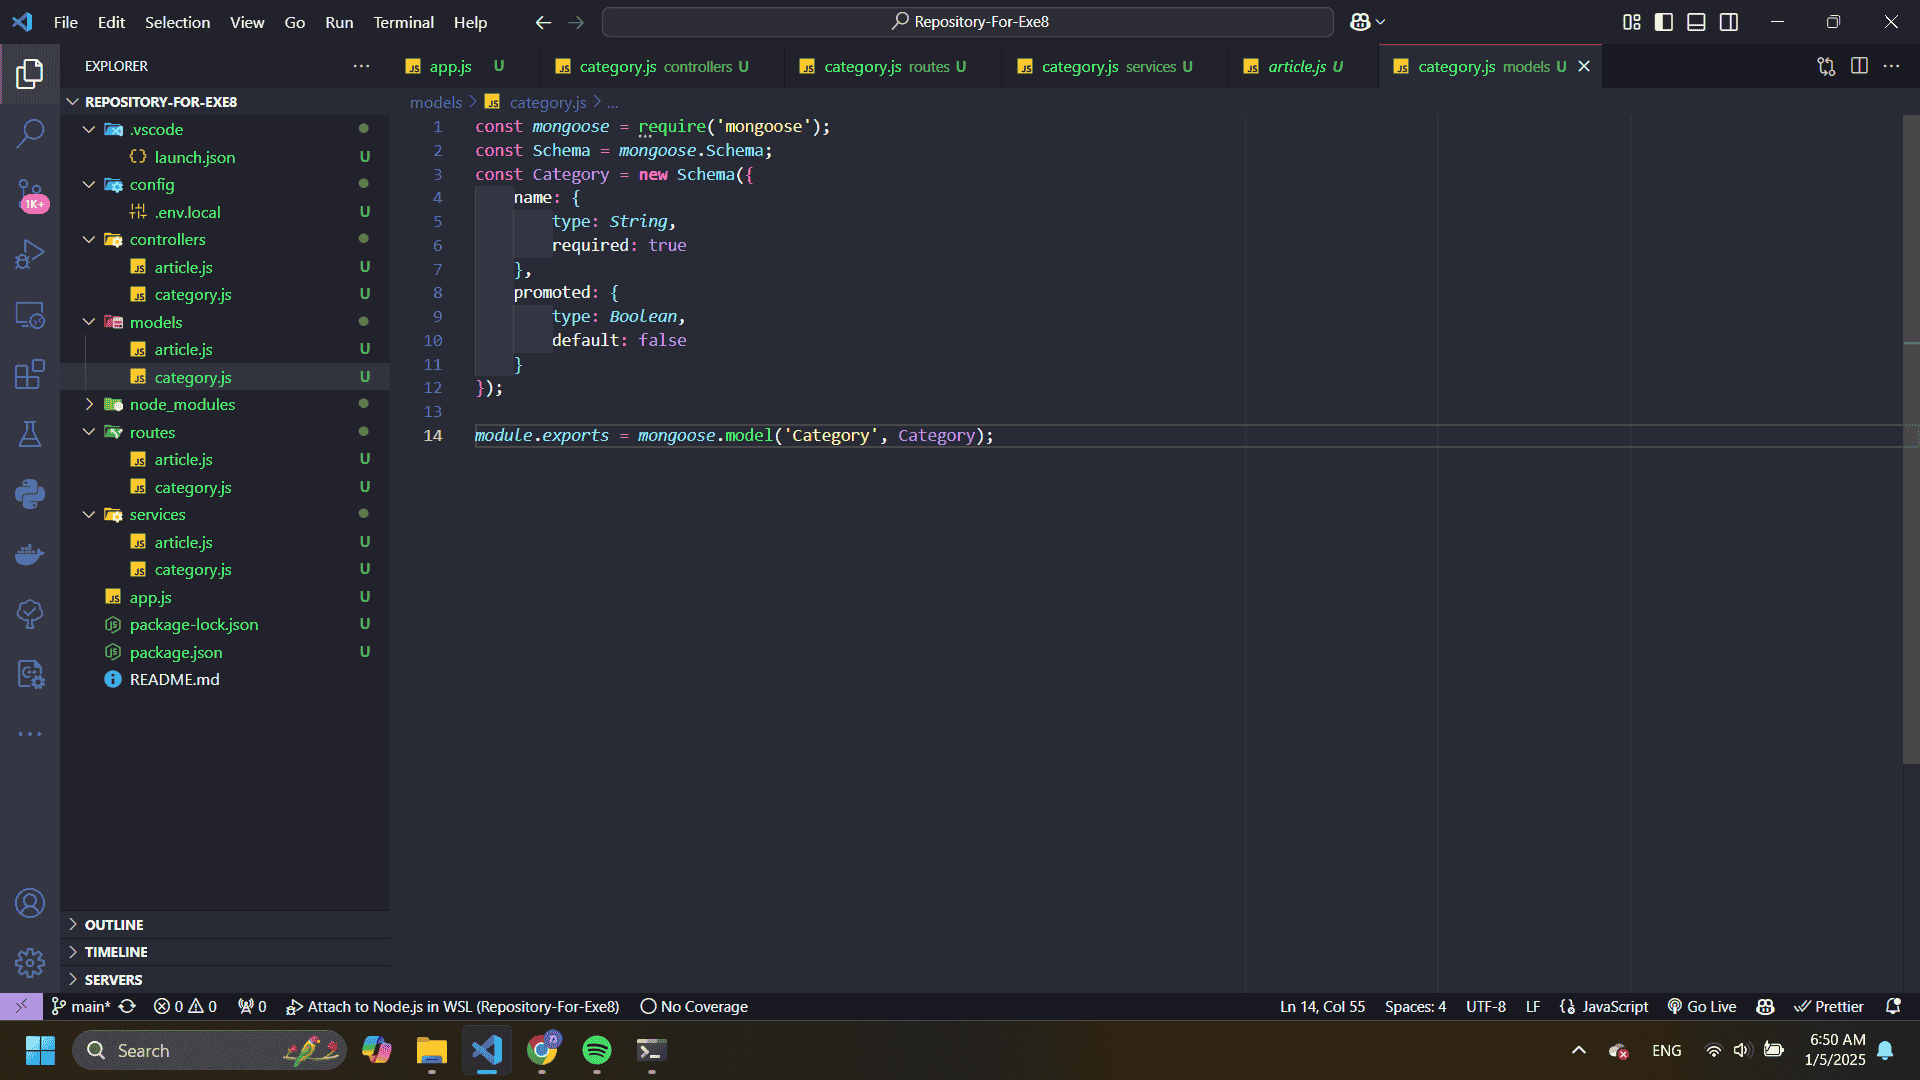 File Edit Selection View Go Run Terminal Help
Repository-For-Exe8
EXPLORER
app.js U
category.js controllers U
category.js routes U
category.js services U
article.js U
category.js models U
REPOSITORY-FOR-EXE8
.vscode
launch.json U
config
.env.local U
controllers
article.js U
category.js U
models
article.js U
category.js U
node_modules
routes
article.js U
category.js U
services
article.js U
category.js U
app.js U
package-lock.json U
package.json U
README.md
OUTLINE
TIMELINE
SERVERS
1K+
models > category.js > ...
1 const mongoose = require('mongoose');
2 const Schema = mongoose.Schema;
3 const Category = new Schema({
4 name: {
5 type: String,
6 required: true
7 },
8 promoted: {
9 type: Boolean,
10 default: false
11 }
12 });
13
14 module.exports = mongoose.model('Category', Category);
main* 0 0 0 Attach to Node.js in WSL (Repository-For-Exe8) No Coverage
Ln 14, Col 55 Spaces: 4 UTF-8 LF JavaScript Go Live Prettier
Search
ENG
6:50 AM
1/5/2025